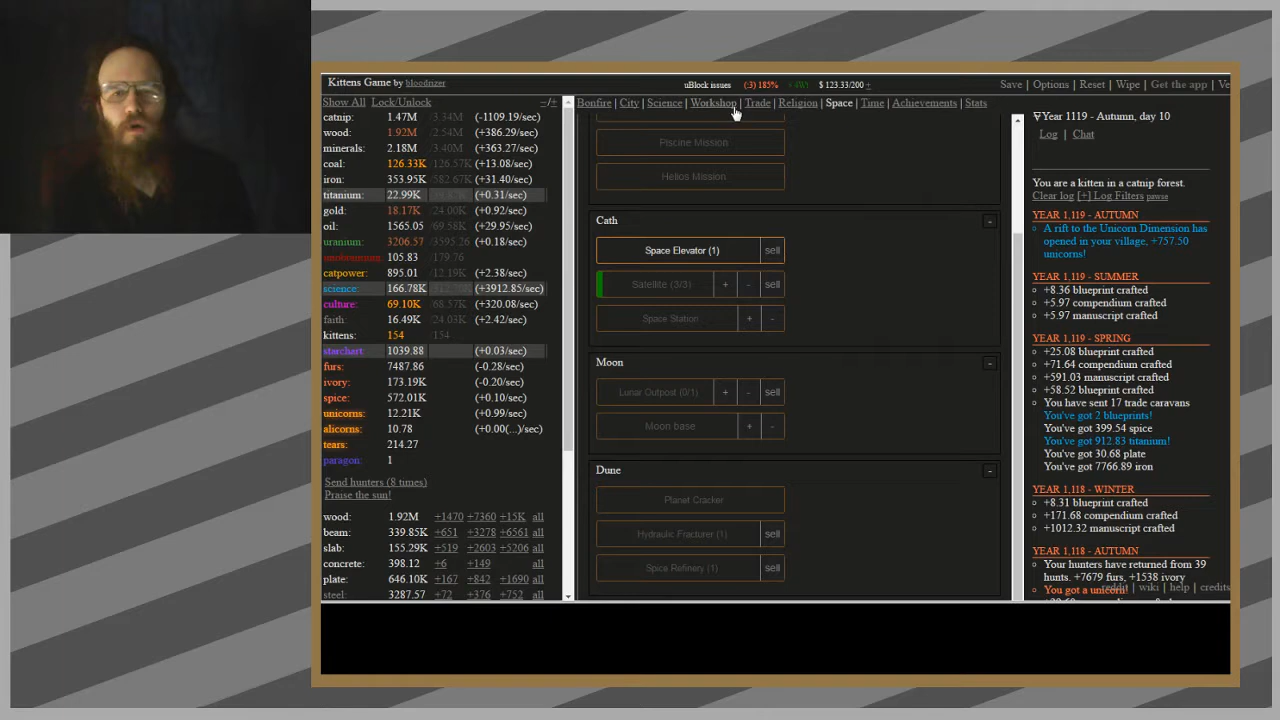 Kittens Game by bloodrizer
uBlock issues (:3) 185% $ 123.33/200 +
Save | Options | Reset | Wipe | Get the app | Ve
Show All Lock/Unlock −/+
Bonfire | City | Science | Workshop | Trade | Religion | Space | Time | Achievements | Stats
catnip: 1.47M /3.34M (-1109.19/sec)
wood: 1.92M /2.54M (+386.29/sec)
minerals: 2.18M /3.40M (+363.27/sec)
coal: 126.33K /126.57K (+13.08/sec)
iron: 353.95K /582.67K (+31.40/sec)
titanium: 22.99K (+0.31/sec)
gold: 18.17K /24.00K (+0.92/sec)
oil: 1565.05 /69.58K (+29.95/sec)
uranium: 3206.57 /3595.26 (+0.18/sec)
unobtainium: 105.83 /179.76
catpower: 895.01 /12.19K (+2.38/sec)
science: 166.78K (+3912.85/sec)
culture: 69.10K /68.57K (+320.08/sec)
faith: 16.49K /24.03K (+2.42/sec)
kittens: 154 /154
starchart: 1039.88 (+0.03/sec)
furs: 7487.86 (-0.28/sec)
ivory: 173.19K (-0.20/sec)
spice: 572.01K (+0.10/sec)
unicorns: 12.21K (+0.99/sec)
alicorns: 10.78 (+0.00(...)/sec)
tears: 214.27
paragon: 1
Send hunters (8 times)
Praise the sun!
wood: 1.92M +1470 +7360 +15K all
beam: 339.85K +651 +3278 +6561 all
slab: 155.29K +519 +2603 +5206 all
concrete: 398.12 +6 +149 all
plate: 646.10K +167 +842 +1690 all
steel: 3287.57 +72 +376 +752 all
Piscine Mission
Helios Mission
Cath -
Space Elevator (1) sell
Satellite (3/3) + - sell
Space Station + -
Moon -
Lunar Outpost (0/1) + - sell
Moon base + -
Dune -
Planet Cracker
Hydraulic Fracturer (1) sell
Spice Refinery (1) sell
Year 1119 - Autumn, day 10
Log | Chat
You are a kitten in a catnip forest.
Clear log [+] Log Filters pawse
YEAR 1,119 - AUTUMN
A rift to the Unicorn Dimension has
opened in your village, +757.50
unicorns!
YEAR 1,119 - SUMMER
+8.36 blueprint crafted
+5.97 compendium crafted
+5.97 manuscript crafted
YEAR 1,119 - SPRING
+25.08 blueprint crafted
+71.64 compendium crafted
+591.03 manuscript crafted
+58.52 blueprint crafted
You have sent 17 trade caravans
You've got 2 blueprints!
You've got 399.54 spice
You've got 912.83 titanium!
You've got 30.68 plate
You've got 7766.89 iron
YEAR 1,118 - WINTER
+8.31 blueprint crafted
+171.68 compendium crafted
+1012.32 manuscript crafted
YEAR 1,118 - AUTUMN
Your hunters have returned from 39
hunts. +7679 furs, +1538 ivory
You got a unicorn!
reddit | wiki | help | credits